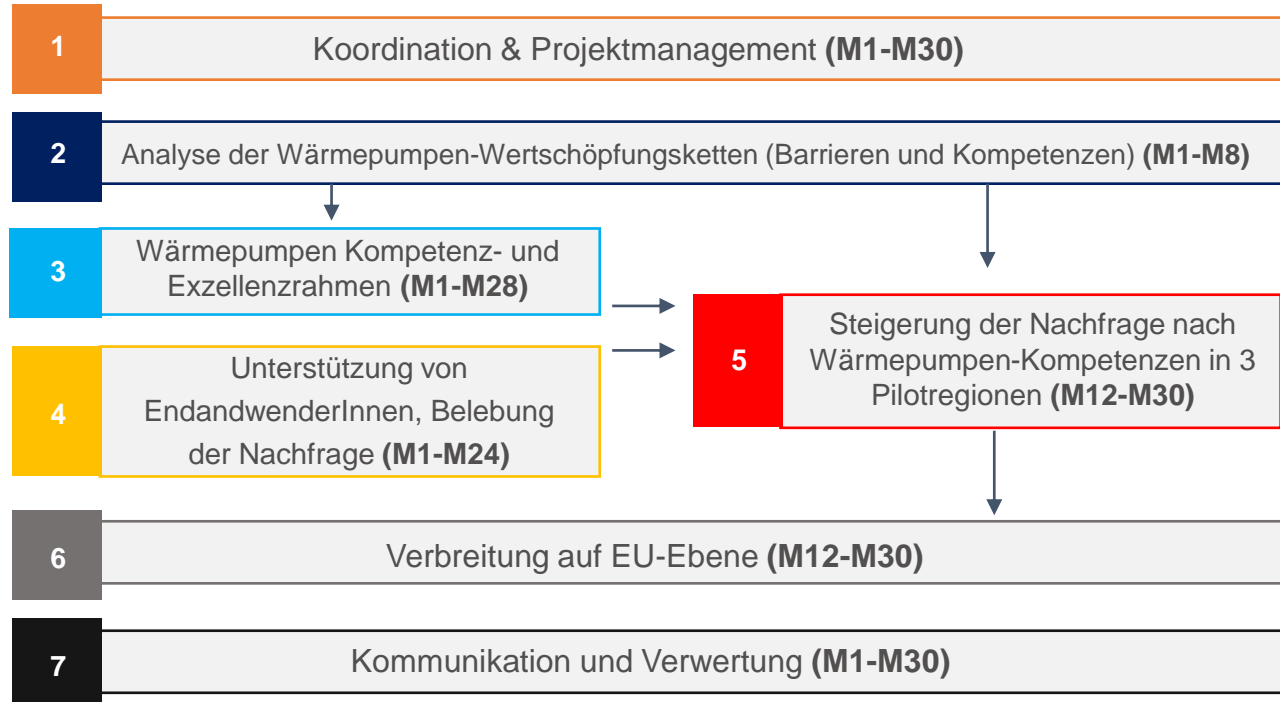 1
Koordination & Projektmanagement (M1-M30)
2
Analyse der Wärmepumpen-Wertschöpfungsketten (Barrieren und Kompetenzen) (M1-M8)
3
Wärmepumpen Kompetenz- und
Exzellenzrahmen (M1-M28)
4
Unterstützung von
EndandwenderInnen, Belebung
der Nachfrage (M1-M24)
5
Steigerung der Nachfrage nach
Wärmepumpen-Kompetenzen in 3
Pilotregionen (M12-M30)
6
Verbreitung auf EU-Ebene (M12-M30)
7
Kommunikation und Verwertung (M1-M30)